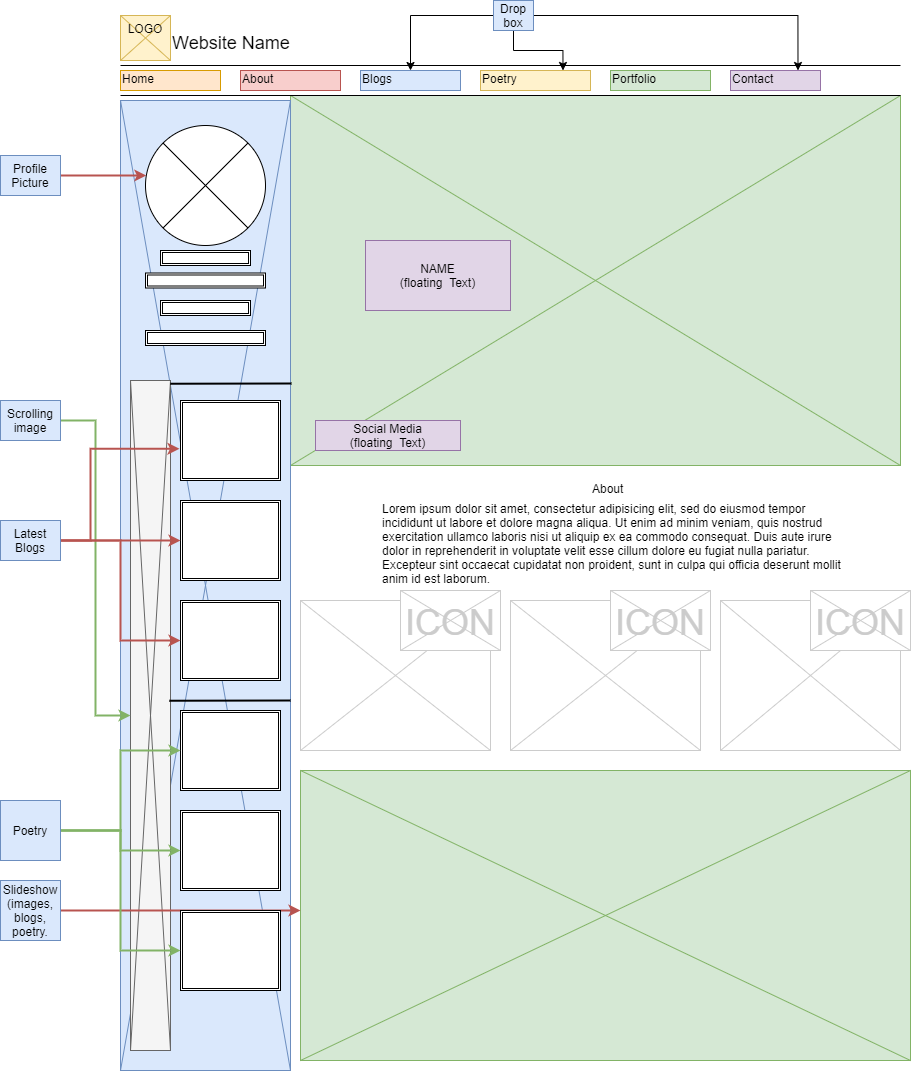 Drop
box
LOGO
Website Name
Home
About
Blogs
Poetry
Portfolio
Contact
Profile
Picture
NAME
(floating Text)
Scrolling
image
Social Media
(floating Text)
Latest
Blogs
About
Lorem ipsum dolor sit amet, consectetur adipisicing elit, sed do eiusmod tempor
incididunt ut labore et dolore magna aliqua. Ut enim ad minim veniam, quis nostrud
exercitation ullamco laboris nisi ut aliquip ex ea commodo consequat. Duis aute irure
dolor in reprehenderit in voluptate velit esse cillum dolore eu fugiat nulla pariatur.
Excepteur sint occaecat cupidatat non proident, sunt in culpa qui officia deserunt mollit
anim id est laborum.
ICON
ICON
ICON
Poetry
Slideshow
(images,
blogs,
poetry.